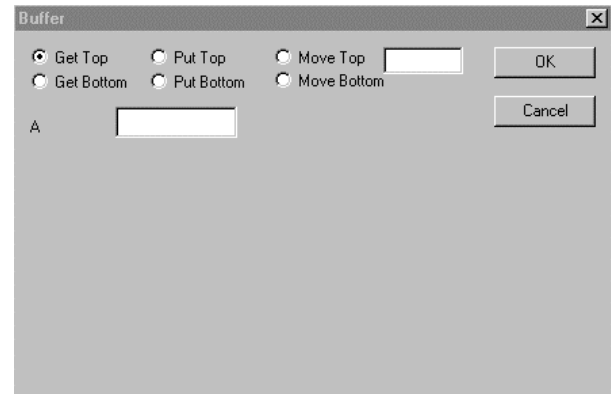 Buffer
Get Top Put Top Move Top OK
Get Bottom Put Bottom Move Bottom
Cancel
A